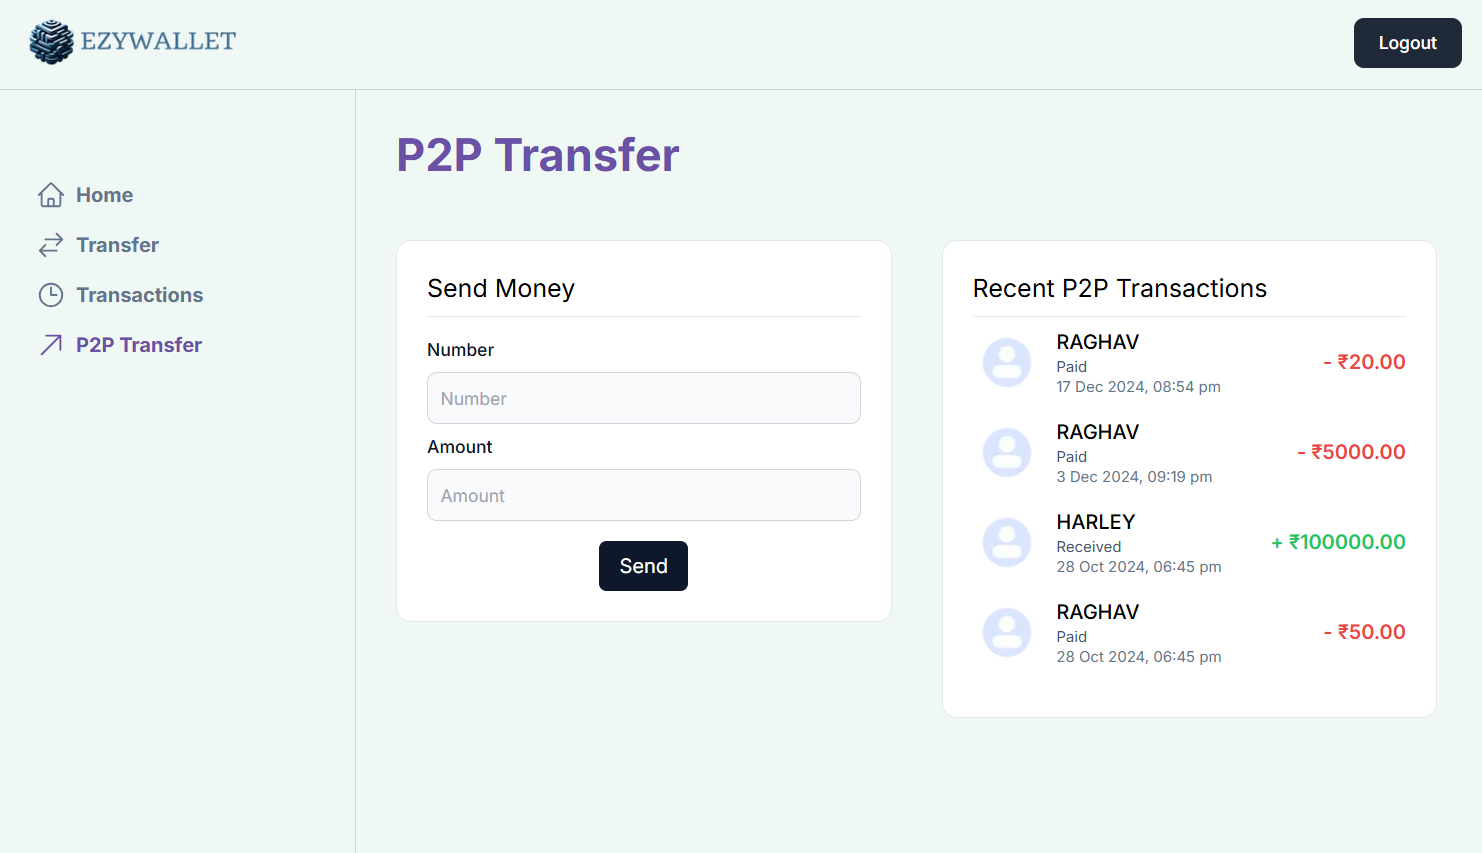 EZYWALLET
Logout
Home
Transfer
Transactions
P2P Transfer
P2P Transfer
Send Money
Number
Number
Amount
Amount
Send
Recent P2P Transactions
RAGHAV
Paid
17 Dec 2024, 08:54 pm
- ₹20.00
RAGHAV
Paid
3 Dec 2024, 09:19 pm
- ₹5000.00
HARLEY
Received
28 Oct 2024, 06:45 pm
+ ₹100000.00
RAGHAV
Paid
28 Oct 2024, 06:45 pm
- ₹50.00